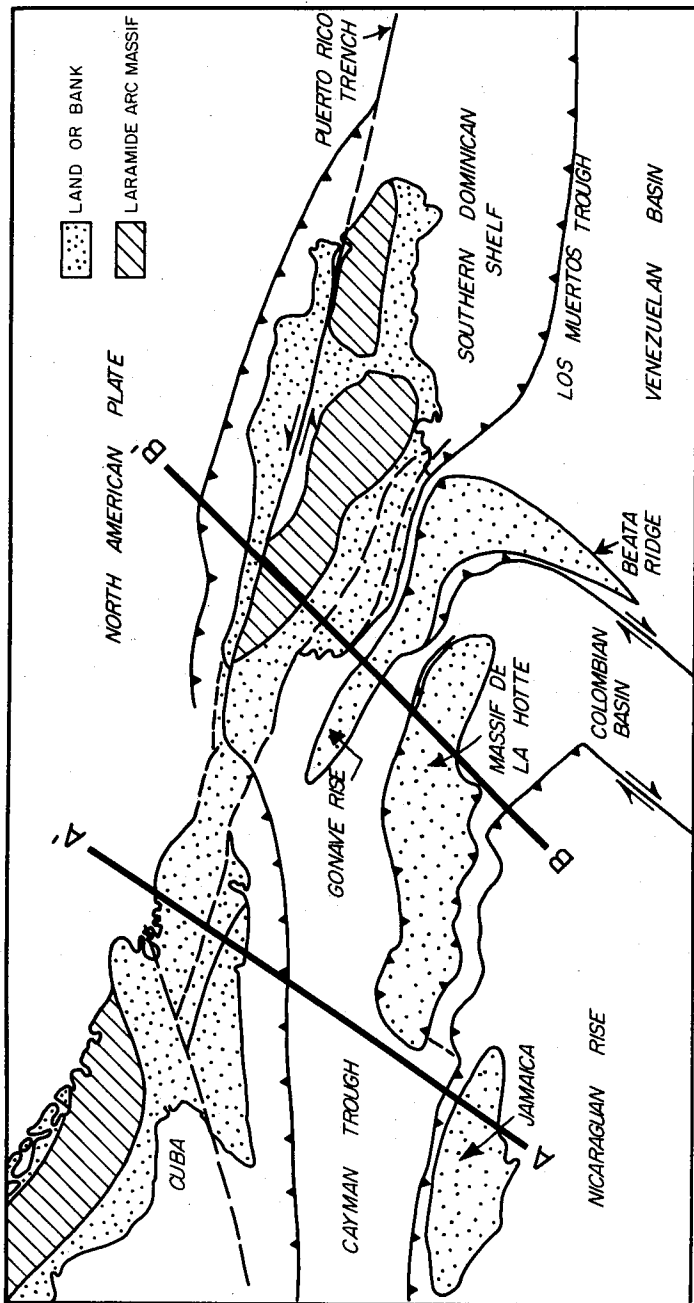 LAND OR BANK
LARAMIDE ARC MASSIF
NORTH AMERICAN PLATE
PUERTO RICO
TRENCH
A'
B'
CUBA
SOUTHERN DOMINICAN
SHELF
LOS MUERTOS TROUGH
VENEZUELAN BASIN
GONAVE RISE
CAYMAN TROUGH
MASSIF DE
LA HOTTE
BEATA
RIDGE
COLOMBIAN
BASIN
JAMAICA
A
B
NICARAGUAN RISE